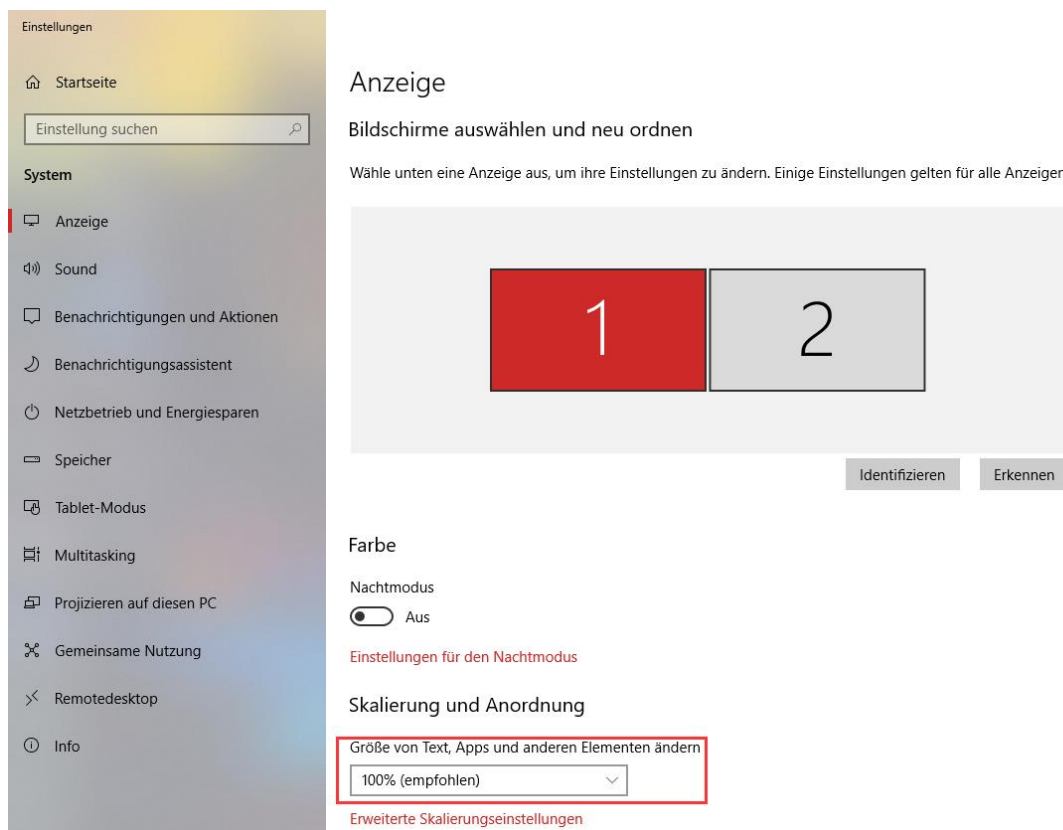 Einstellungen
Startseite
Einstellung suchen
System
Anzeige
Sound
Benachrichtigungen und Aktionen
Benachrichtigungsassistent
Netzbetrieb und Energiesparen
Speicher
Tablet-Modus
Multitasking
Projizieren auf diesen PC
Gemeinsame Nutzung
Remotedesktop
Info
Anzeige
Bildschirme auswählen und neu ordnen
Wähle unten eine Anzeige aus, um ihre Einstellungen zu ändern. Einige Einstellungen gelten für alle Anzeigen
1 2
Identifizieren Erkennen
Farbe
Nachtmodus
Aus
Einstellungen für den Nachtmodus
Skalierung und Anordnung
Größe von Text, Apps und anderen Elementen ändern
100% (empfohlen)
Erweiterte Skalierungseinstellungen